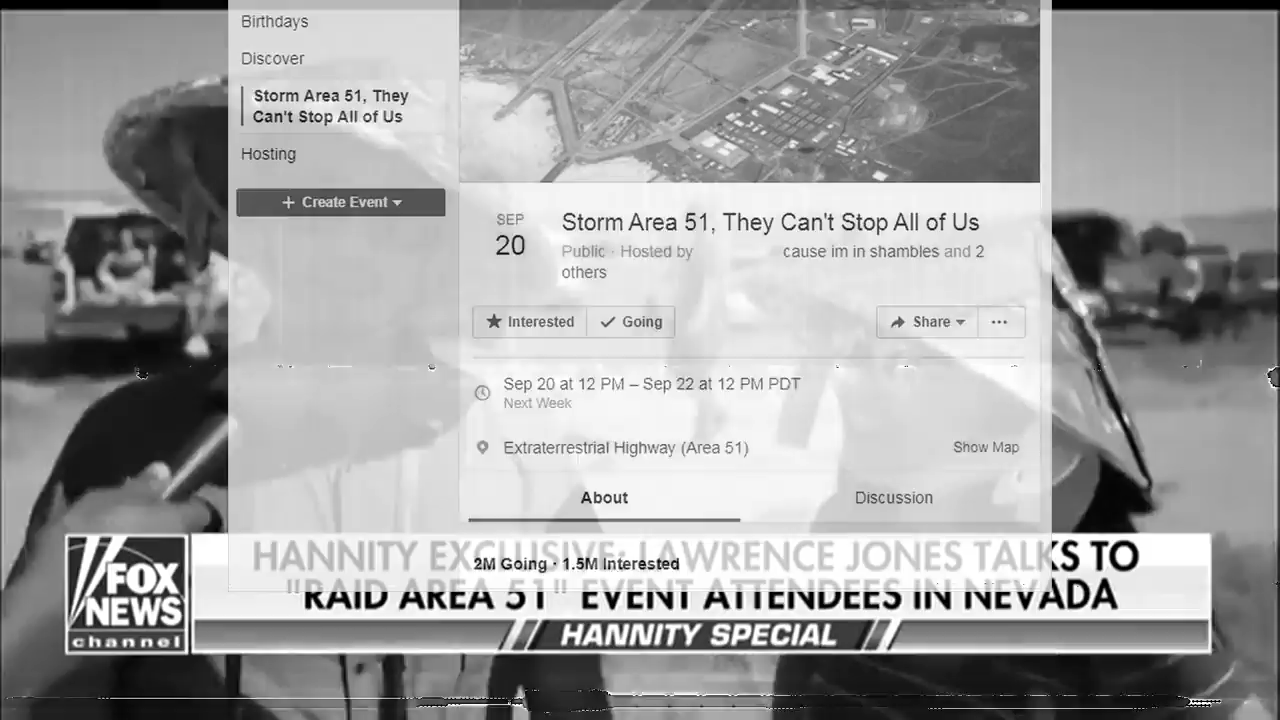 Birthdays
Discover
Storm Area 51, They
Can't Stop All of Us
Hosting
+ Create Event
SEP
20
Storm Area 51, They Can't Stop All of Us
Public · Hosted by cause im in shambles and 2
others
Interested
Going
Share
Sep 20 at 12 PM – Sep 22 at 12 PM PDT
Next Week
Extraterrestrial Highway (Area 51)
Show Map
About
Discussion
2M Going · 1.5M Interested
HANNITY EXCLUSIVE: LAWRENCE JONES TALKS TO
"RAID AREA 51" EVENT ATTENDEES IN NEVADA
HANNITY SPECIAL
FOX
NEWS
channel